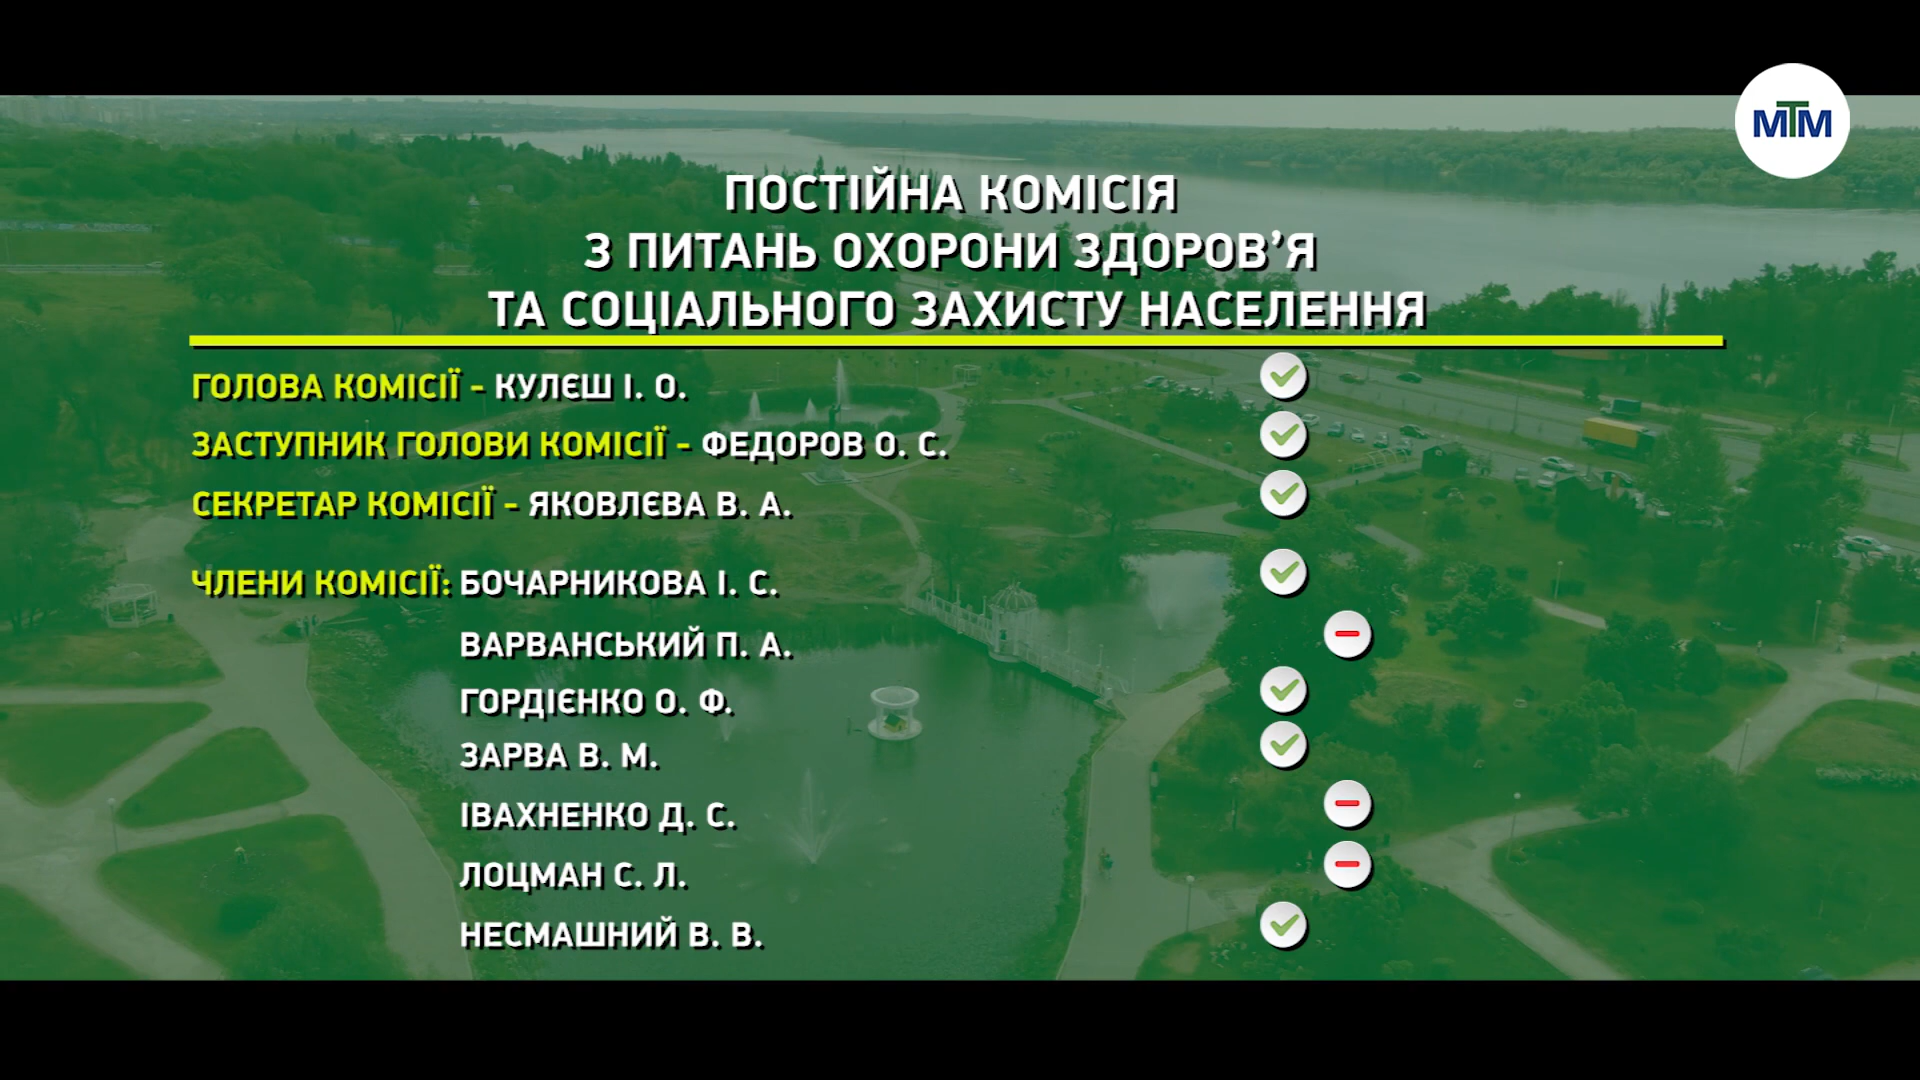 МТМ
ПОСТІЙНА КОМІСІЯ
З ПИТАНЬ ОХОРОНИ ЗДОРОВ’Я
ТА СОЦІАЛЬНОГО ЗАХИСТУ НАСЕЛЕННЯ
ГОЛОВА КОМІСІЇ - КУЛЄШ І. О.
ЗАСТУПНИК ГОЛОВИ КОМІСІЇ - ФЕДОРОВ О. С.
СЕКРЕТАР КОМІСІЇ - ЯКОВЛЄВА В. А.
ЧЛЕНИ КОМІСІЇ: БОЧАРНИКОВА І. С.
ВАРВАНСЬКИЙ П. А.
ГОРДІЄНКО О. Ф.
ЗАРВА В. М.
ІВАХНЕНКО Д. С.
ЛОЦМАН С. Л.
НЕСМАШНИЙ В. В.